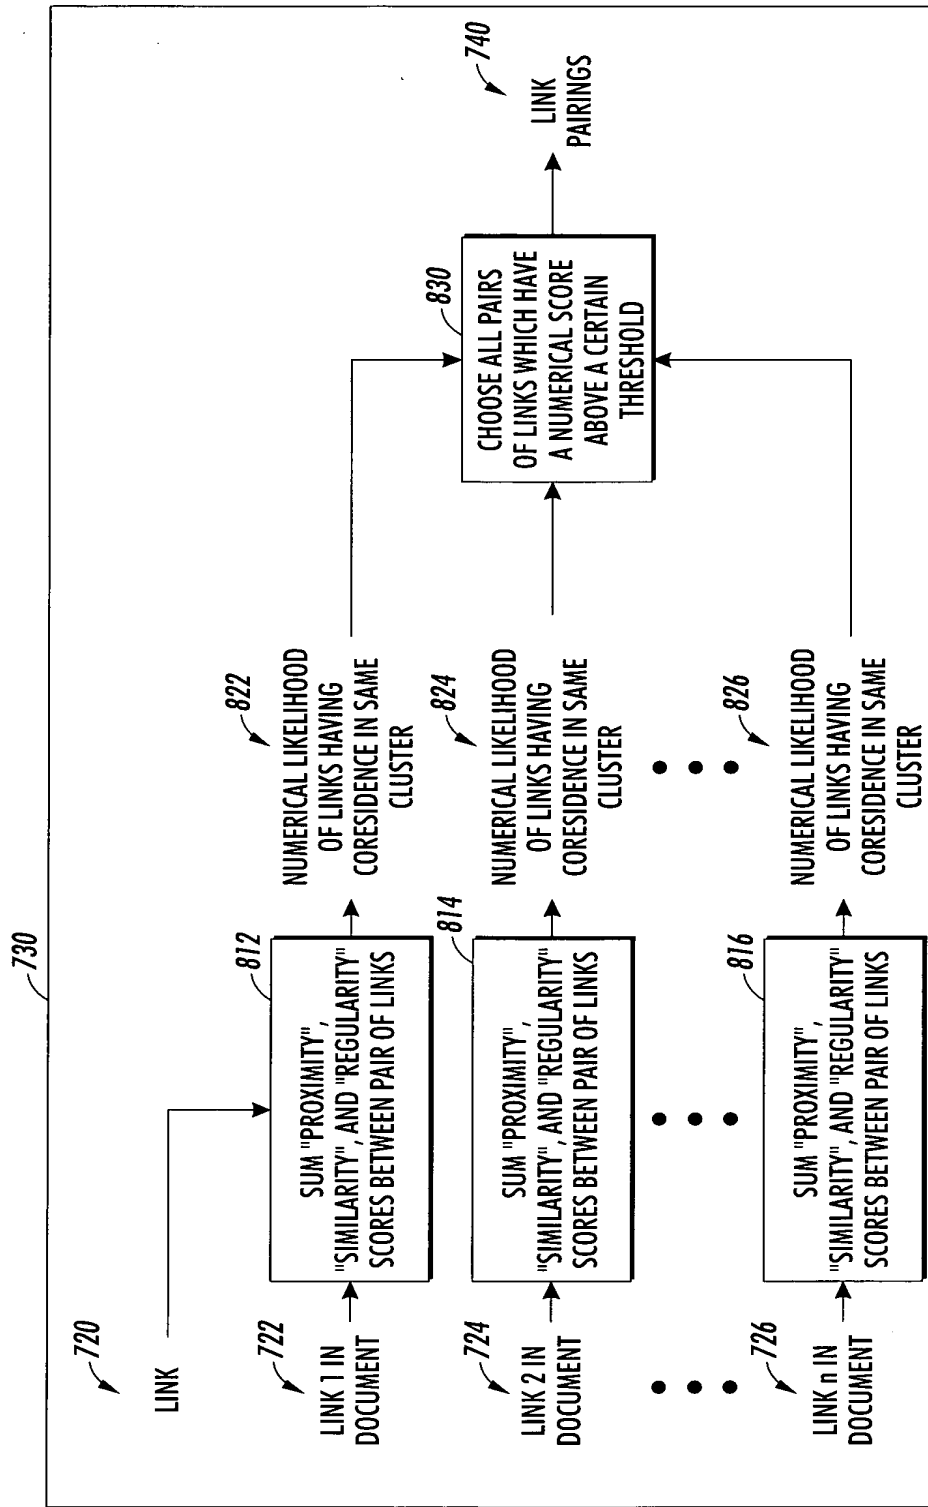 730
720
LINK
722
LINK 1 IN
DOCUMENT
812
SUM "PROXIMITY",
"SIMILARITY", AND "REGULARITY"
SCORES BETWEEN PAIR OF LINKS
822
NUMERICAL LIKELIHOOD
OF LINKS HAVING
CORESIDENCE IN SAME
CLUSTER
724
LINK 2 IN
DOCUMENT
814
SUM "PROXIMITY",
"SIMILARITY", AND "REGULARITY"
SCORES BETWEEN PAIR OF LINKS
824
NUMERICAL LIKELIHOOD
OF LINKS HAVING
CORESIDENCE IN SAME
CLUSTER
726
LINK n IN
DOCUMENT
816
SUM "PROXIMITY",
"SIMILARITY", AND "REGULARITY"
SCORES BETWEEN PAIR OF LINKS
826
NUMERICAL LIKELIHOOD
OF LINKS HAVING
CORESIDENCE IN SAME
CLUSTER
830
CHOOSE ALL PAIRS
OF LINKS WHICH HAVE
A NUMERICAL SCORE
ABOVE A CERTAIN
THRESHOLD
740
LINK
PAIRINGS